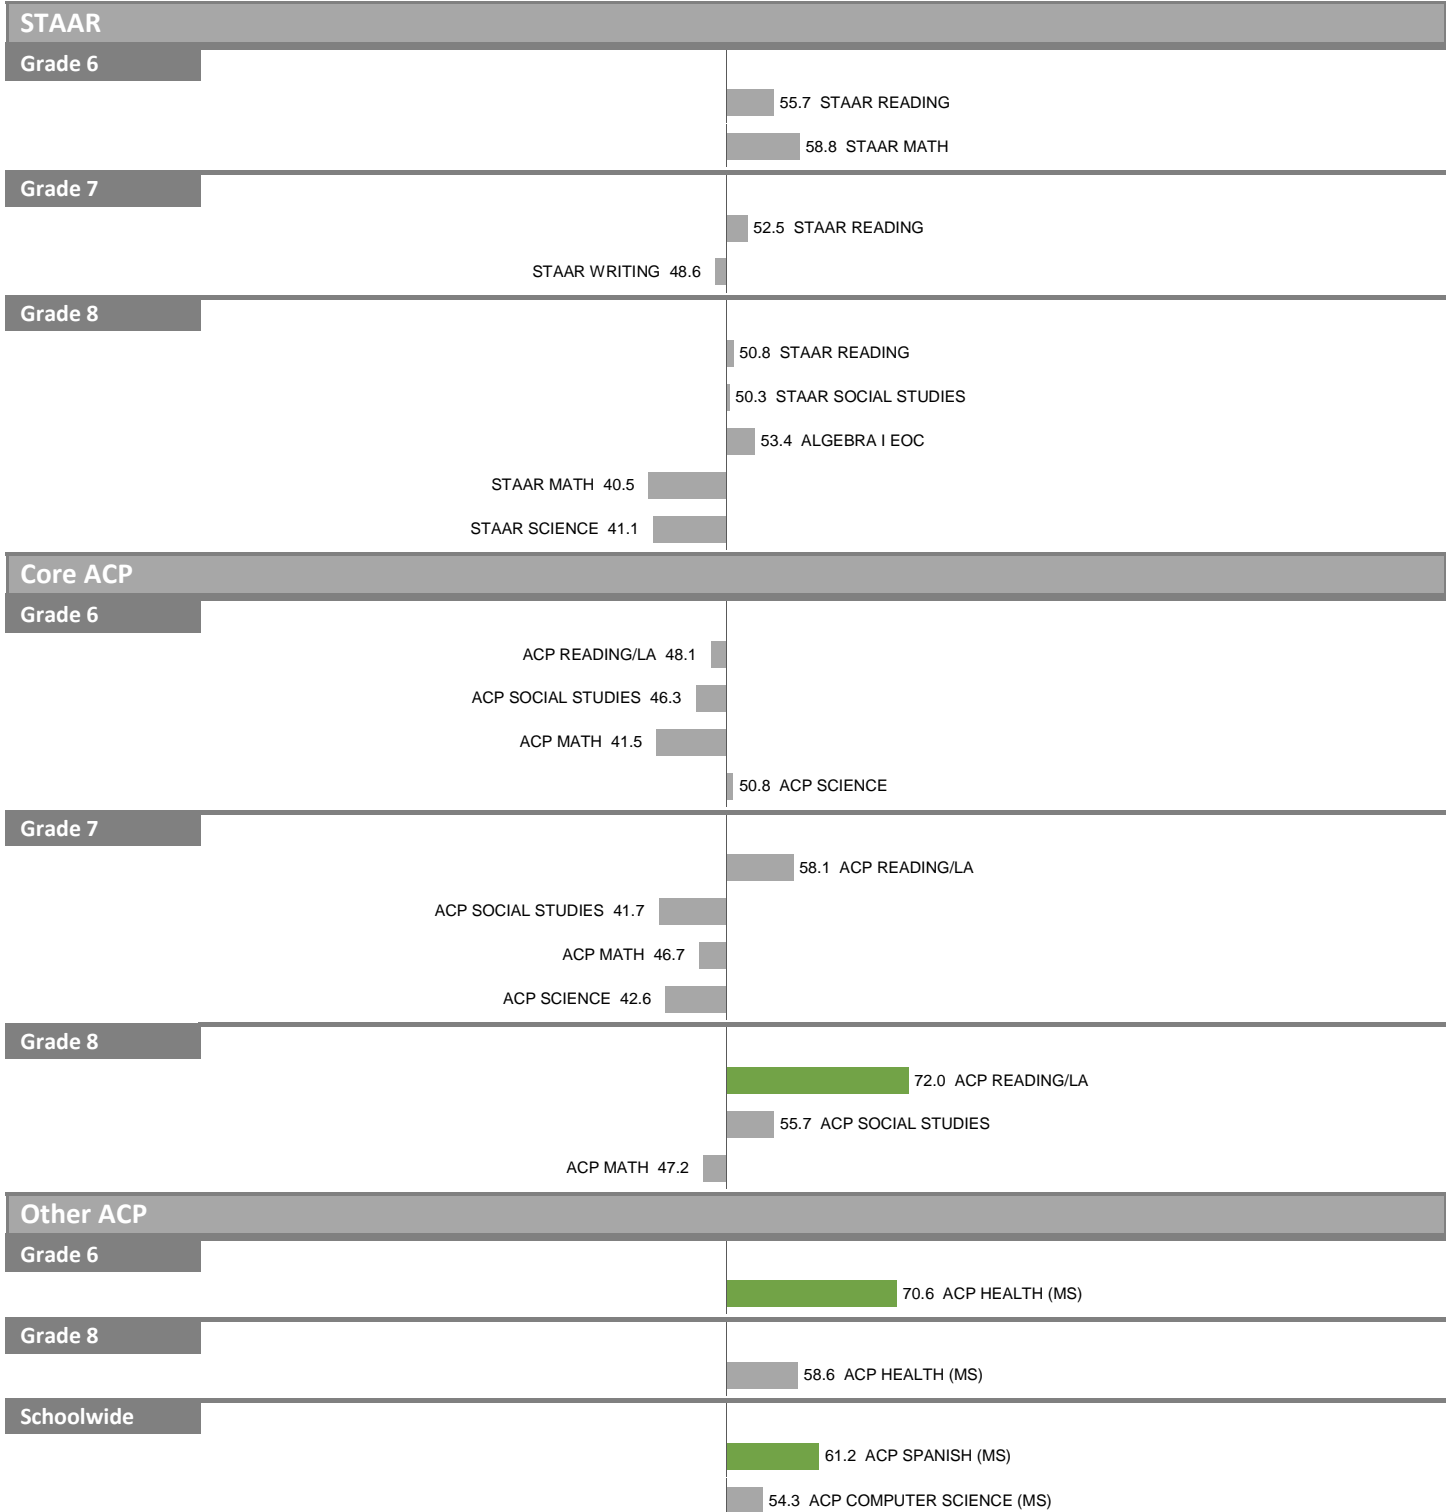 STAAR
Grade 6
55.7 STAAR READING
58.8 STAAR MATH
Grade 7
52.5 STAAR READING
STAAR WRITING 48.6
Grade 8
50.8 STAAR READING
50.3 STAAR SOCIAL STUDIES
53.4 ALGEBRA I EOC
STAAR MATH 40.5
STAAR SCIENCE 41.1
Core ACP
Grade 6
ACP READING/LA 48.1
ACP SOCIAL STUDIES 46.3
ACP MATH 41.5
50.8 ACP SCIENCE
Grade 7
58.1 ACP READING/LA
ACP SOCIAL STUDIES 41.7
ACP MATH 46.7
ACP SCIENCE 42.6
Grade 8
72.0 ACP READING/LA
55.7 ACP SOCIAL STUDIES
ACP MATH 47.2
Other ACP
Grade 6
70.6 ACP HEALTH (MS)
Grade 8
58.6 ACP HEALTH (MS)
Schoolwide
61.2 ACP SPANISH (MS)
54.3 ACP COMPUTER SCIENCE (MS)